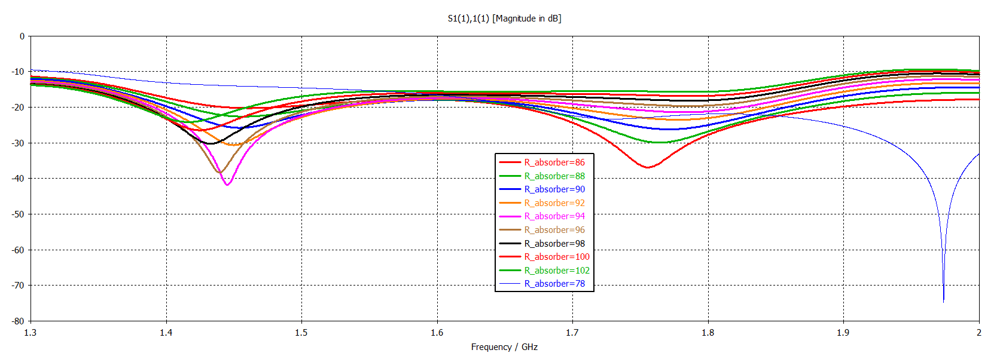 S1(1),1(1) [Magnitude in dB]
0
-10
-20
-30
-40
-50
-60
-70
-80
R_absorber=86
R_absorber=88
R_absorber=90
R_absorber=92
R_absorber=94
R_absorber=96
R_absorber=98
R_absorber=100
R_absorber=102
R_absorber=78
1.3 1.4 1.5 1.6 1.7 1.8 1.9 2
Frequency / GHz